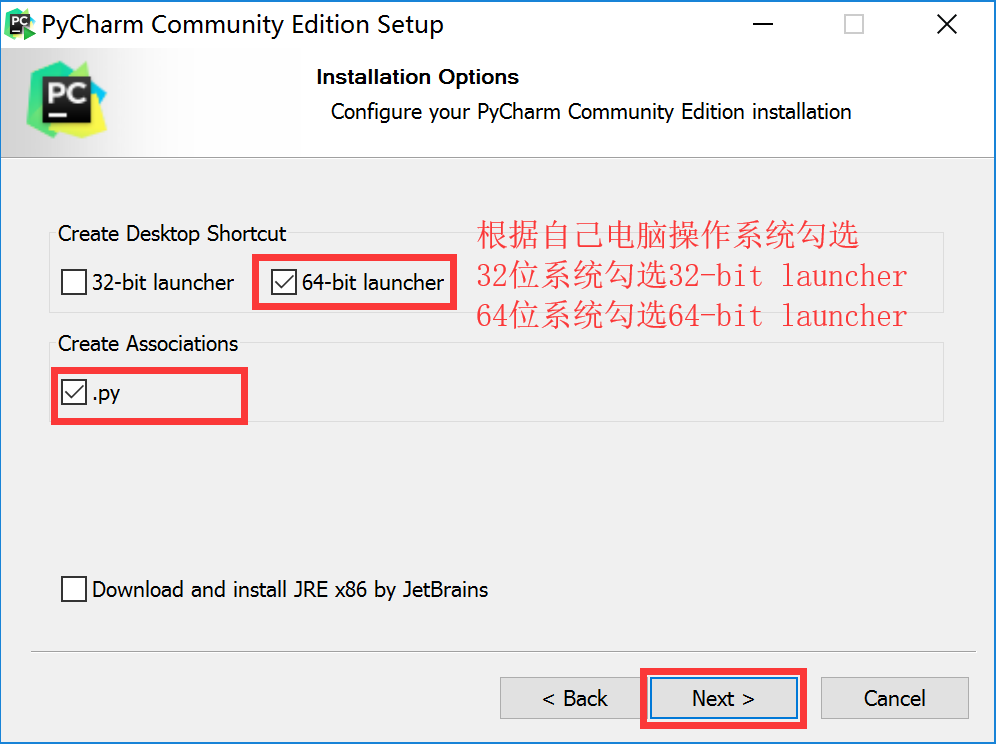 PyCharm Community Edition Setup
PC
Installation Options
Configure your PyCharm Community Edition installation
Create Desktop Shortcut
32-bit launcher
64-bit launcher
根据自己电脑操作系统勾选
32位系统勾选32-bit launcher
64位系统勾选64-bit launcher
Create Associations
.py
Download and install JRE x86 by JetBrains
< Back
Next >
Cancel